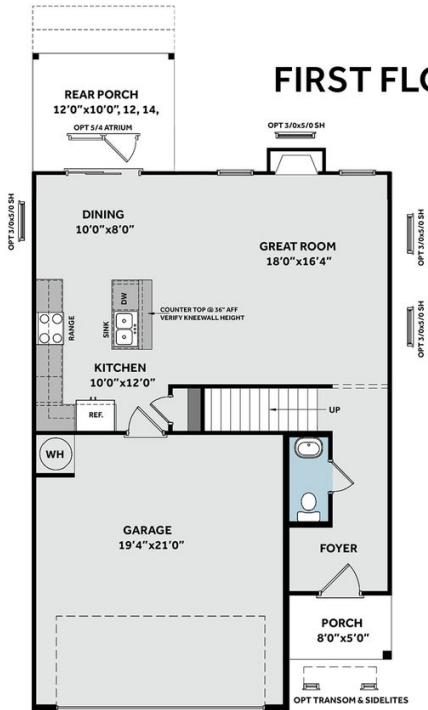 FIRST FLO
REAR PORCH
12'0"x10'0", 12, 14,
OPT 5/4 ATRIUM
OPT 3/0x5/0 SH
OPT 3/0x5/0 SH
DINING
10'0"x8'0"
GREAT ROOM
18'0"x16'4"
OPT 3/0x5/0 SH
OPT 3/0x5/0 SH
RANGE
DW
SINK
COUNTER TOP @ 36" AFF
VERIFY KNEEWALL HEIGHT
KITCHEN
10'0"x12'0"
REF.
UP
WH
GARAGE
19'4"x21'0"
FOYER
PORCH
8'0"x5'0"
OPT TRANSOM & SIDELITES